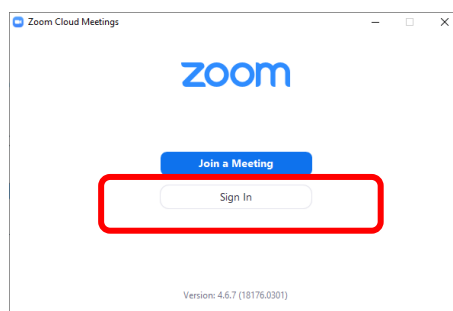 Zoom Cloud Meetings
zoom
Join a Meeting
Sign In
Version: 4.6.7 (18176.0301)